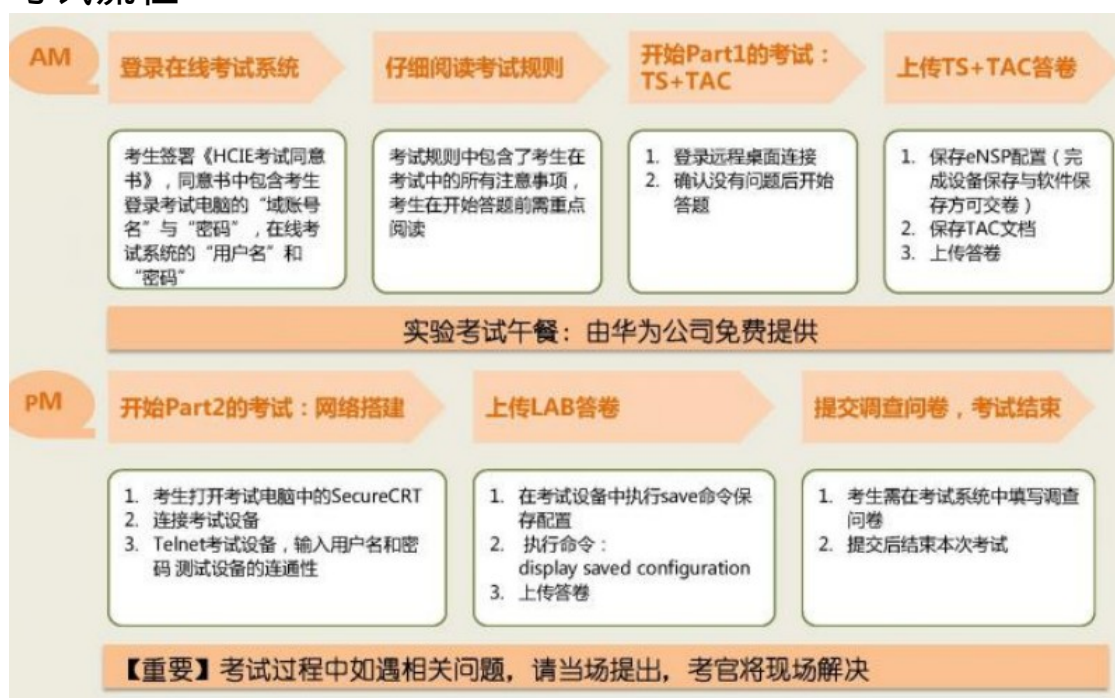 AM
登录在线考试系统
仔细阅读考试规则
开始Part1的考试：
TS+TAC
上传TS+TAC答卷
考生签署《HCIE考试同意
书》，同意书中包含考生
登录考试电脑的“域账号
名”与“密码”，在线考
试系统的“用户名”和
“密码”
考试规则中包含了考生在
考试中的所有注意事项，
考生在开始答题前需重点
阅读
1. 登录远程桌面连接
2. 确认没有问题后开始
答题
1. 保存eNSP配置（完
成设备保存与软件保
存方可交卷）
2. 保存TAC文档
3. 上传答卷
实验考试午餐：由华为公司免费提供
PM
开始Part2的考试：网络搭建
上传LAB答卷
提交调查问卷，考试结束
1. 考生打开考试电脑中的SecureCRT
2. 连接考试设备
3. Telnet考试设备，输入用户名和密
码 测试设备的连通性
1. 在考试设备中执行save命令保
存配置
2. 执行命令：
display saved configuration
3. 上传答卷
1. 考生需在考试系统中填写调查
问卷
2. 提交后结束本次考试
【重要】考试过程中如遇相关问题，请当场提出，考官将现场解决